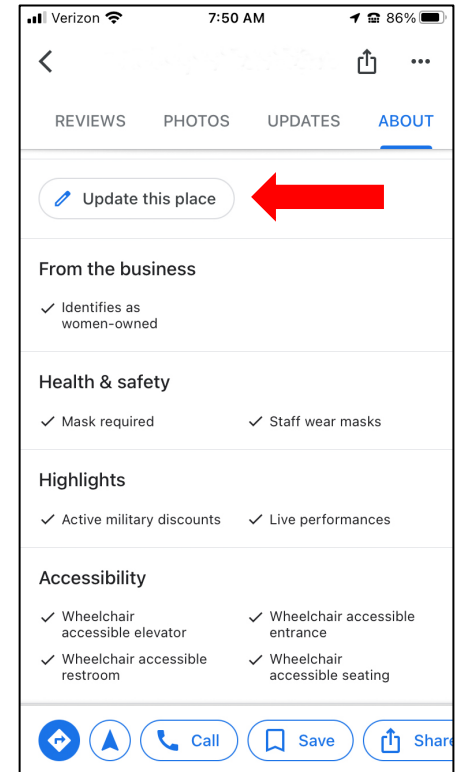 Verizon 7:50 AM 86%
REVIEWS PHOTOS UPDATES ABOUT
Update this place
From the business
Identifies as
women-owned
Health & safety
Mask required Staff wear masks
Highlights
Active military discounts Live performances
Accessibility
Wheelchair
accessible elevator
Wheelchair accessible
entrance
Wheelchair accessible
restroom
Wheelchair
accessible seating
Call Save Share